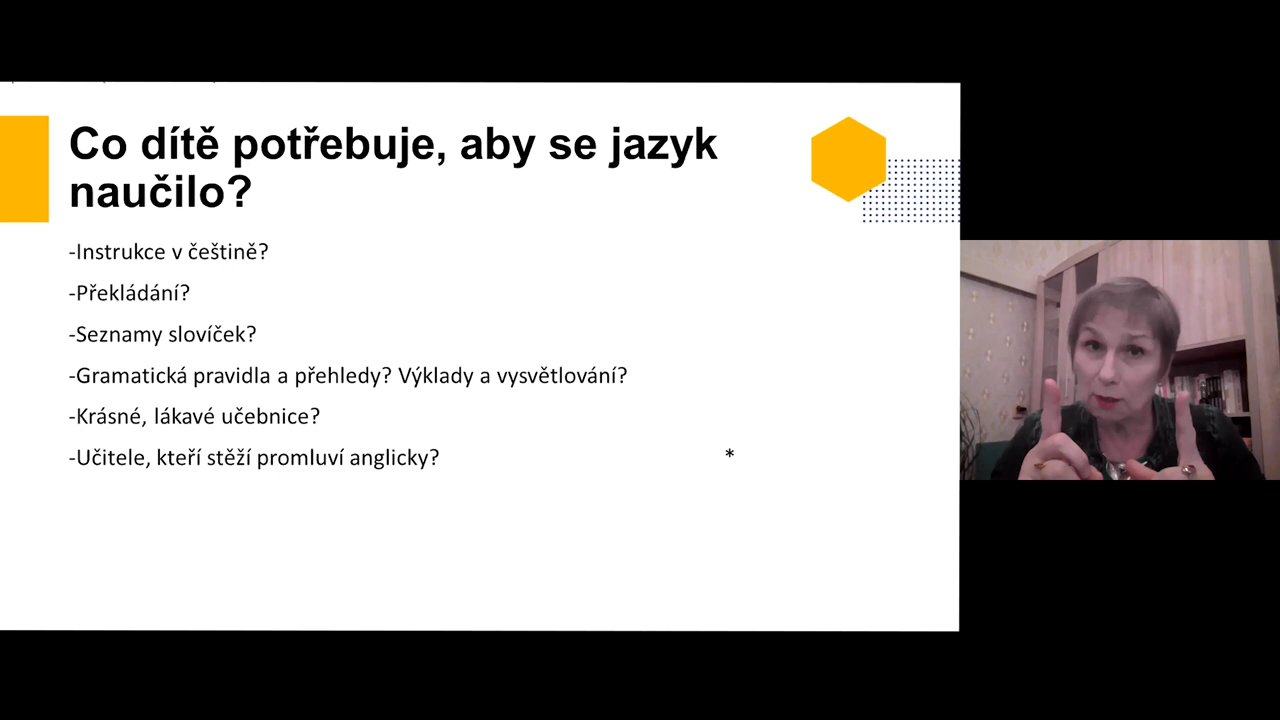 Co dítě potřebuje, aby se jazyk
naučilo?
-Instrukce v češtině?
-Překládání?
-Seznamy slovíček?
-Gramatická pravidla a přehledy? Výklady a vysvětlování?
-Krásné, lákavé učebnice?
-Učitele, kteří stěží promluví anglicky? *